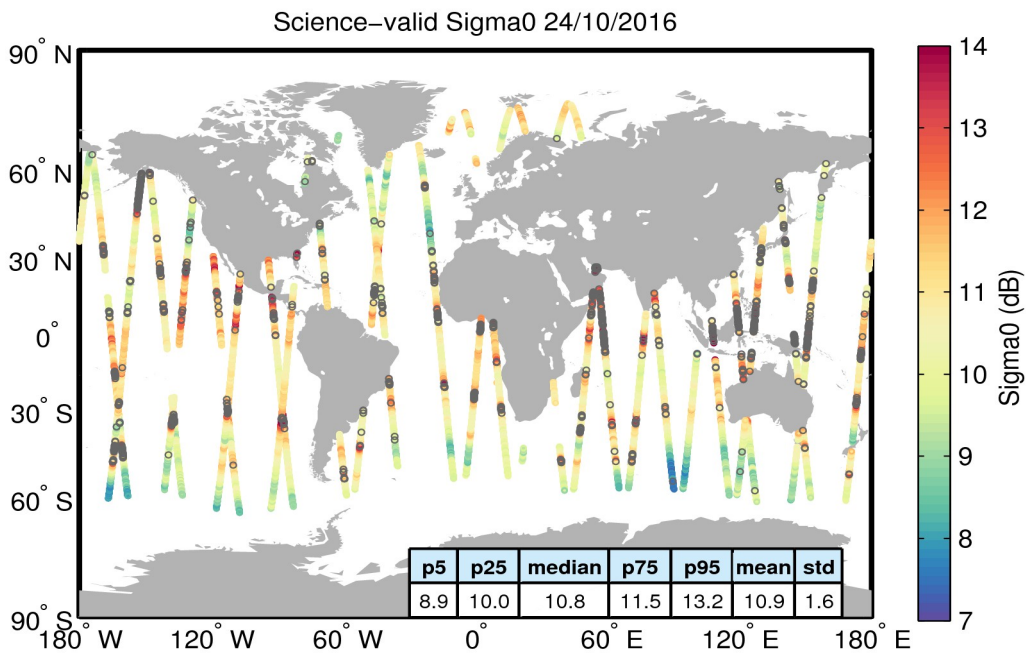 Science−valid Sigma0 24/10/2016
90° N
60° N
30° N
0°
30° S
60° S
90° S
180° W 120° W 60° W 0° 60° E 120° E 180° E
p5 p25 median p75 p95 mean std
8.9 10.0 10.8 11.5 13.2 10.9 1.6
14
13
12
11
10
9
8
7
Sigma0 (dB)